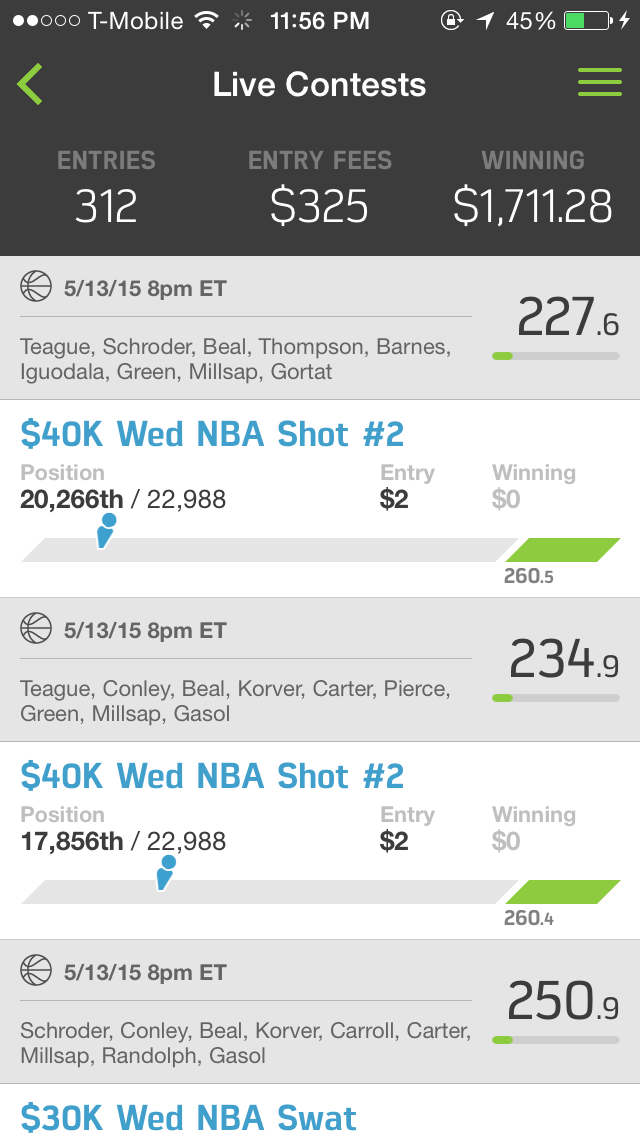 T-Mobile 11:56 PM 45%
Live Contests
ENTRIES ENTRY FEES WINNING
312 $325 $1,711.28
5/13/15 8pm ET
227.6
Teague, Schroder, Beal, Thompson, Barnes,
Iguodala, Green, Millsap, Gortat
$40K Wed NBA Shot #2
Position Entry Winning
20,266th / 22,988 $2 $0
260.5
5/13/15 8pm ET
234.9
Teague, Conley, Beal, Korver, Carter, Pierce,
Green, Millsap, Gasol
$40K Wed NBA Shot #2
Position Entry Winning
17,856th / 22,988 $2 $0
260.4
5/13/15 8pm ET
250.9
Schroder, Conley, Beal, Korver, Carroll, Carter,
Millsap, Randolph, Gasol
$30K Wed NBA Swat